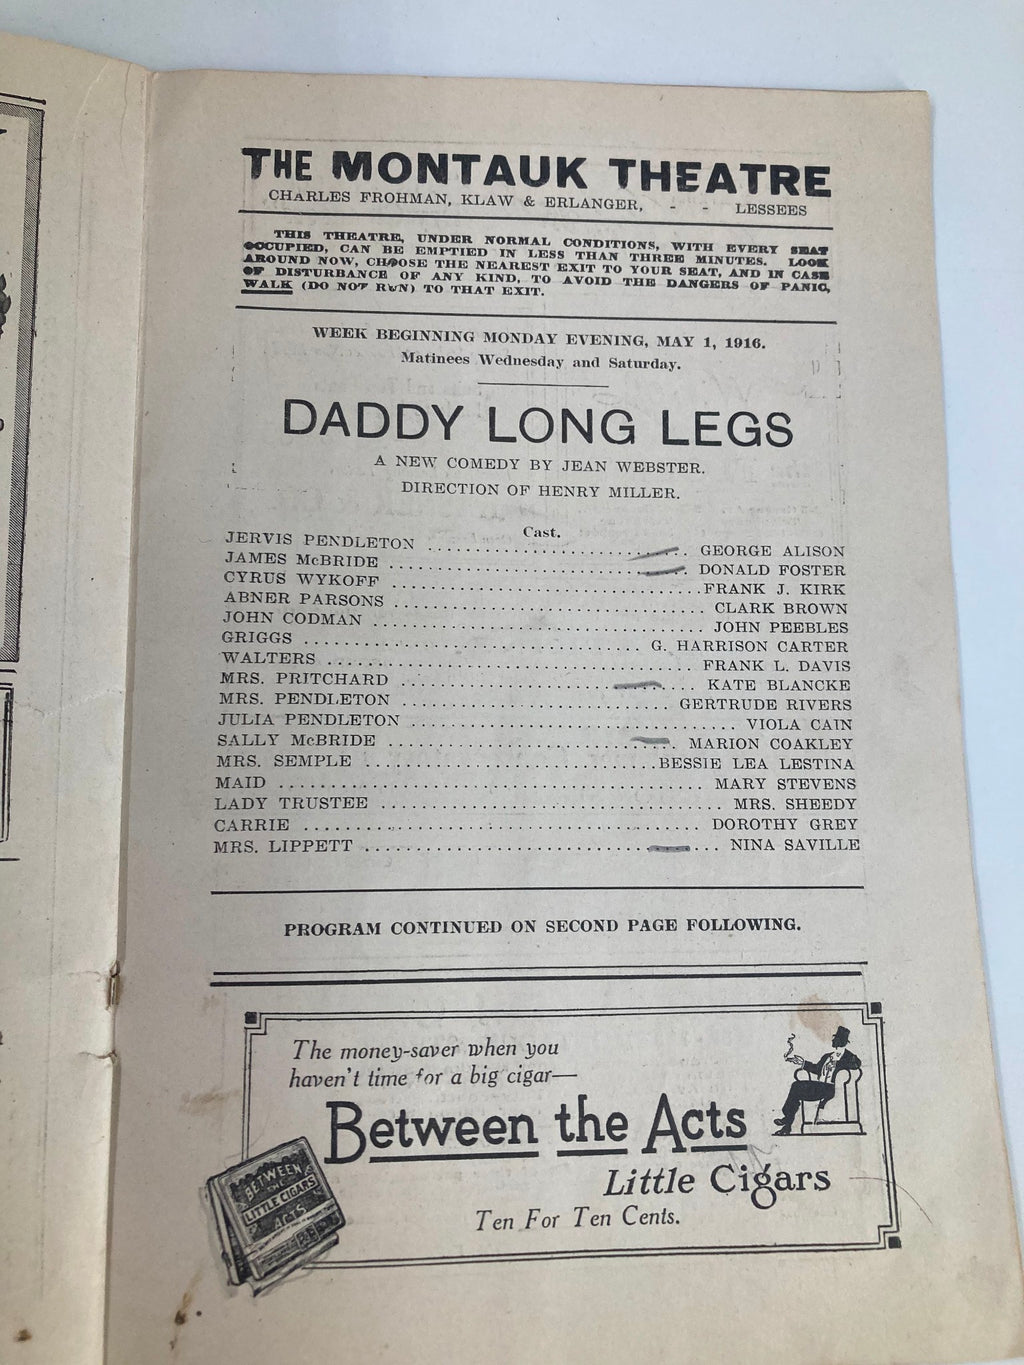 THE MONTAUK THEATRE
CHARLES FROHMAN, KLAW & ERLANGER, - - LESSEES
THIS THEATRE, UNDER NORMAL CONDITIONS, WITH EVERY SEAT
OCCUPIED, CAN BE EMPTIED IN LESS THAN THREE MINUTES. LOOK
AROUND NOW, CHOOSE THE NEAREST EXIT TO YOUR SEAT, AND IN CASE
OF DISTURBANCE OF ANY KIND, TO AVOID THE DANGERS OF PANIC,
WALK (DO NOT RUN) TO THAT EXIT.
WEEK BEGINNING MONDAY EVENING, MAY 1, 1916.
Matinees Wednesday and Saturday.
DADDY LONG LEGS
A NEW COMEDY BY JEAN WEBSTER.
DIRECTION OF HENRY MILLER.
Cast.
JERVIS PENDLETON ........ GEORGE ALISON
JAMES McBRIDE ........ DONALD FOSTER
CYRUS WYKOFF ........ FRANK J. KIRK
ABNER PARSONS ........ CLARK BROWN
JOHN CODMAN ........ JOHN PEEBLES
GRIGGS ........ G. HARRISON CARTER
WALTERS ........ FRANK L. DAVIS
MRS. PRITCHARD ........ KATE BLANCKE
MRS. PENDLETON ........ GERTRUDE RIVERS
JULIA PENDLETON ........ VIOLA CAIN
SALLY McBRIDE ........ MARION COAKLEY
MRS. SEMPLE ........ BESSIE LEA LESTINA
MAID ........ MARY STEVENS
LADY TRUSTEE ........ MRS. SHEEDY
CARRIE ........ DOROTHY GREY
MRS. LIPPETT ........ NINA SAVILLE
PROGRAM CONTINUED ON SECOND PAGE FOLLOWING.
The money-saver when you
haven't time for a big cigar—
Between the Acts
Little Cigars
Ten For Ten Cents.
BETWEEN
THE
LITTLE CIGARS
ACTS